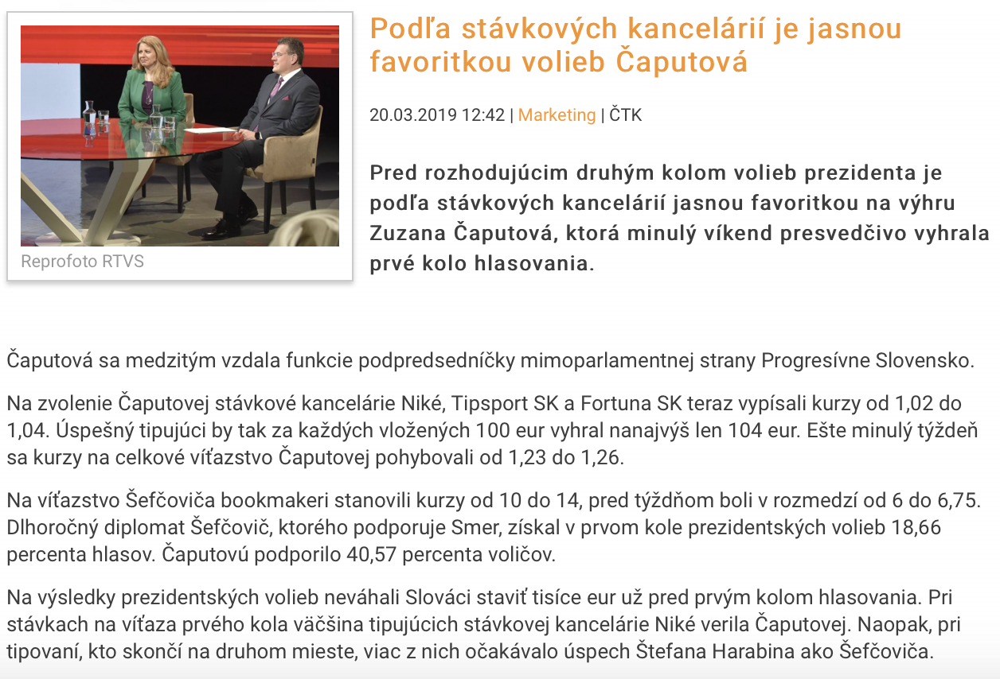 Podľa stávkových kancelárií je jasnou
favoritkou volieb Čaputová
20.03.2019 12:42 | Marketing | ČTK
Pred rozhodujúcim druhým kolom volieb prezidenta je
podľa stávkových kancelárií jasnou favoritkou na výhru
Zuzana Čaputová, ktorá minulý víkend presvedčivo vyhrala
prvé kolo hlasovania.
Reprofoto RTVS
Čaputová sa medzitým vzdala funkcie podpredsedníčky mimoparlamentnej strany Progresívne Slovensko.
Na zvolenie Čaputovej stávkové kancelárie Niké, Tipsport SK a Fortuna SK teraz vypísali kurzy od 1,02 do
1,04. Úspešný tipujúci by tak za každých vložených 100 eur vyhral nanajvýš len 104 eur. Ešte minulý týždeň
sa kurzy na celkové víťazstvo Čaputovej pohybovali od 1,23 do 1,26.
Na víťazstvo Šefčoviča bookmakeri stanovili kurzy od 10 do 14, pred týždňom boli v rozmedzí od 6 do 6,75.
Dlhoročný diplomat Šefčovič, ktorého podporuje Smer, získal v prvom kole prezidentských volieb 18,66
percenta hlasov. Čaputovú podporilo 40,57 percenta voličov.
Na výsledky prezidentských volieb neváhali Slováci staviť tisíce eur už pred prvým kolom hlasovania. Pri
stávkach na víťaza prvého kola väčšina tipujúcich stávkovej kancelárie Niké verila Čaputovej. Naopak, pri
tipovaní, kto skončí na druhom mieste, viac z nich očakávalo úspech Štefana Harabina ako Šefčoviča.